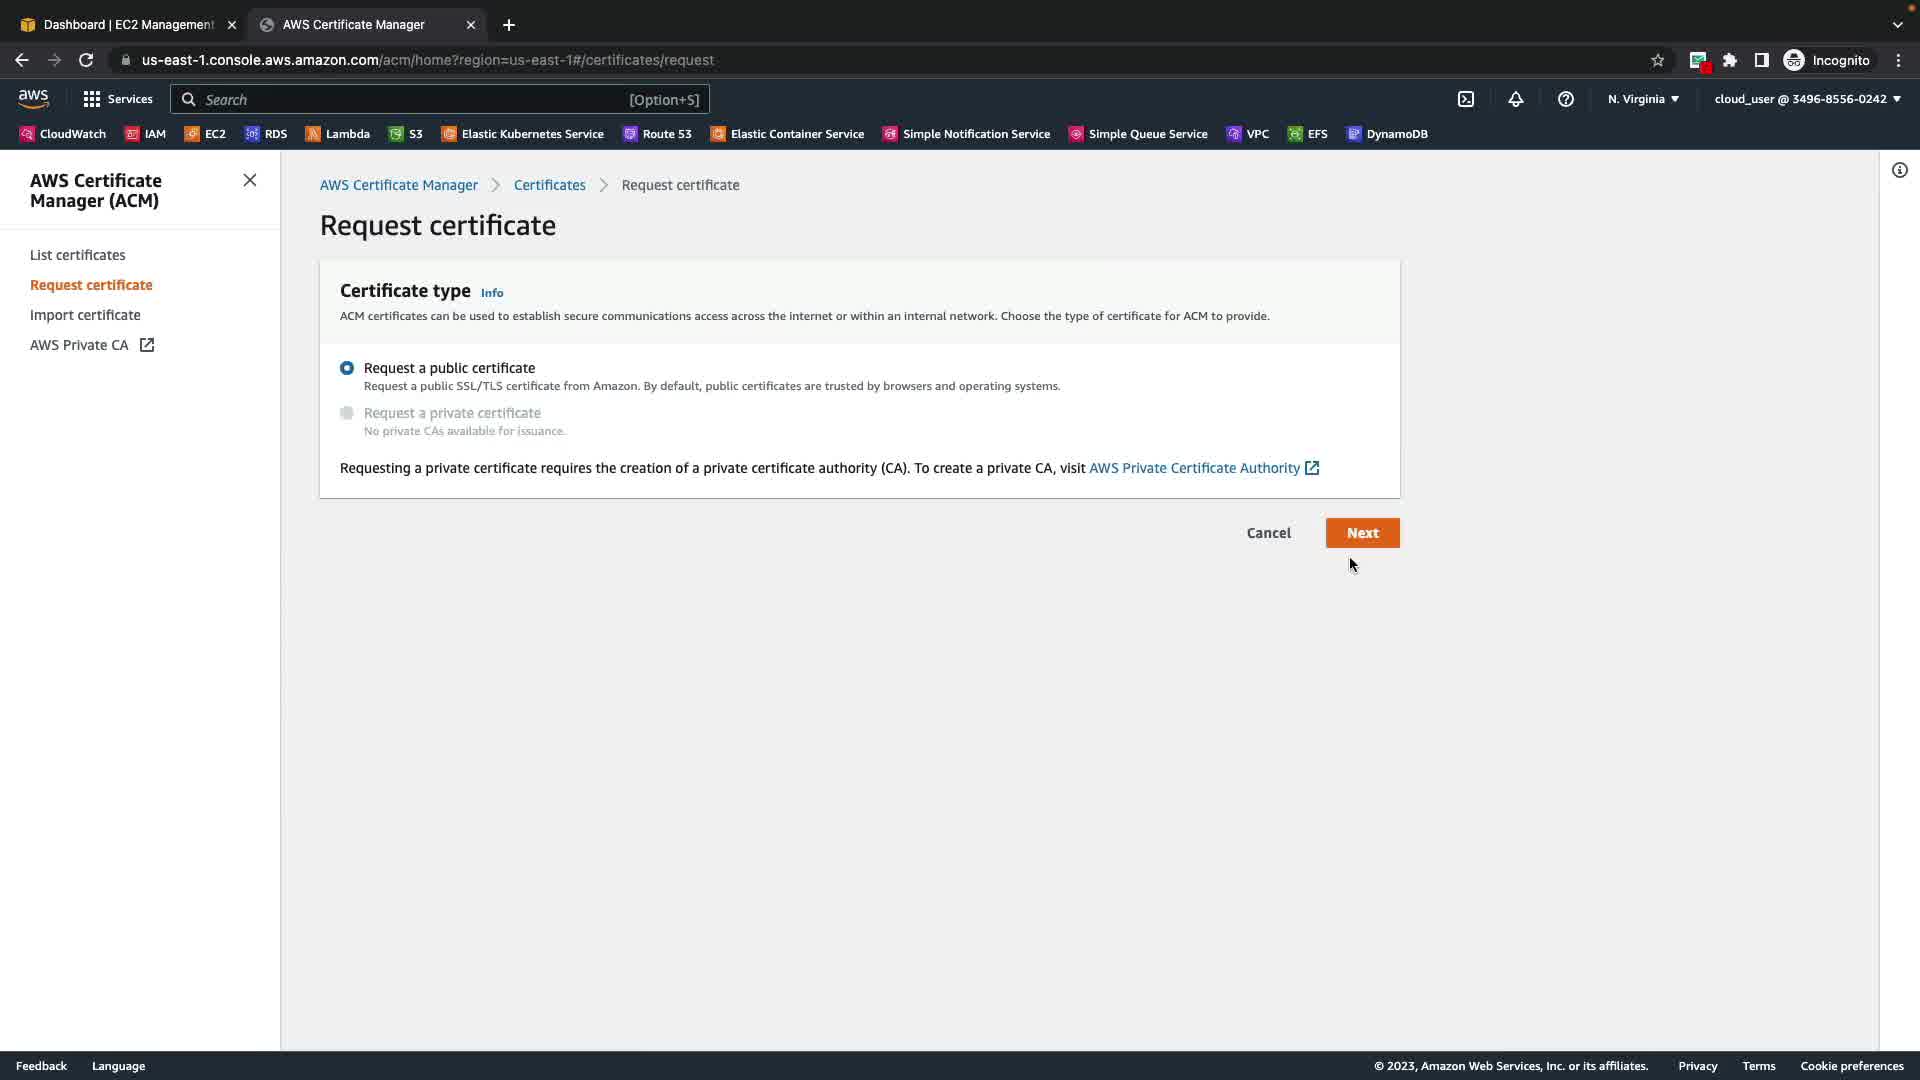 Dashboard | EC2 Management
AWS Certificate Manager
us-east-1.console.aws.amazon.com/acm/home?region=us-east-1#/certificates/request
Incognito
aws
Services
Search
[Option+S]
N. Virginia
cloud_user @ 3496-8556-0242
CloudWatch
IAM
EC2
RDS
Lambda
S3
Elastic Kubernetes Service
Route 53
Elastic Container Service
Simple Notification Service
Simple Queue Service
VPC
EFS
DynamoDB
AWS Certificate
Manager (ACM)
List certificates
Request certificate
Import certificate
AWS Private CA
AWS Certificate Manager
Certificates
Request certificate
Request certificate
Certificate type Info
ACM certificates can be used to establish secure communications access across the internet or within an internal network. Choose the type of certificate for ACM to provide.
Request a public certificate
Request a public SSL/TLS certificate from Amazon. By default, public certificates are trusted by browsers and operating systems.
Request a private certificate
No private CAs available for issuance.
Requesting a private certificate requires the creation of a private certificate authority (CA). To create a private CA, visit AWS Private Certificate Authority
Cancel
Next
Feedback
Language
© 2023, Amazon Web Services, Inc. or its affiliates.
Privacy
Terms
Cookie preferences